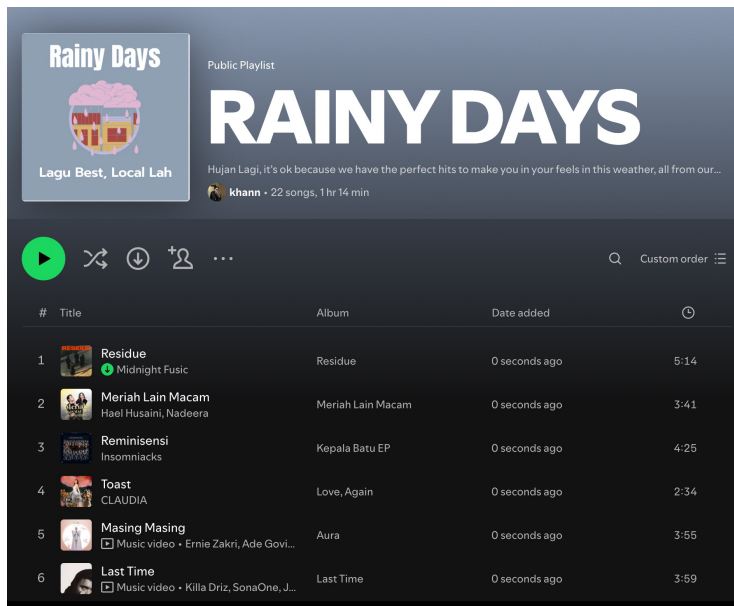 Rainy Days
Lagu Best, Local Lah
Public Playlist
RAINY DAYS
Hujan Lagi, it's ok because we have the perfect hits to make you in your feels in this weather, all from our...
khann • 22 songs, 1 hr 14 min
Custom order
# Title Album Date added
1 Residue Residue 0 seconds ago 5:14
Midnight Fusic
2 Meriah Lain Macam Meriah Lain Macam 0 seconds ago 3:41
Hael Husaini, Nadeera
3 Reminisensi Kepala Batu EP 0 seconds ago 4:25
Insomniacks
4 Toast Love, Again 0 seconds ago 2:34
CLAUDIA
5 Masing Masing Aura 0 seconds ago 3:55
Music video • Ernie Zakri, Ade Govi...
6 Last Time Last Time 0 seconds ago 3:59
Music video • Killa Driz, SonaOne, J...